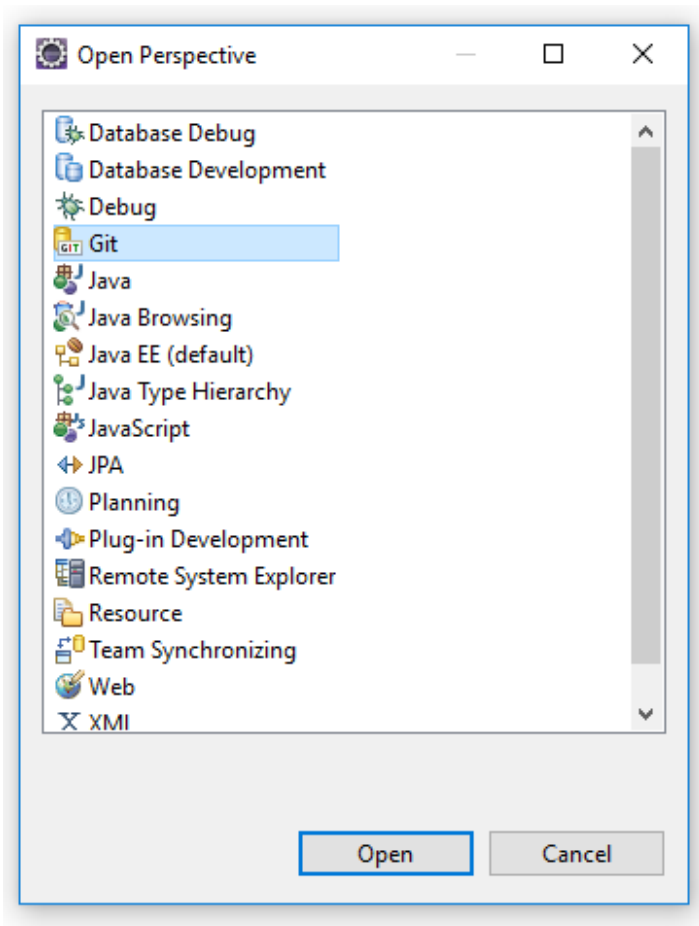 Open Perspective
Database Debug
Database Development
Debug
GIT Git
Java
Java Browsing
Java EE (default)
Java Type Hierarchy
JavaScript
JPA
Planning
Plug-in Development
Remote System Explorer
Resource
Team Synchronizing
Web
X XML
Open Cancel